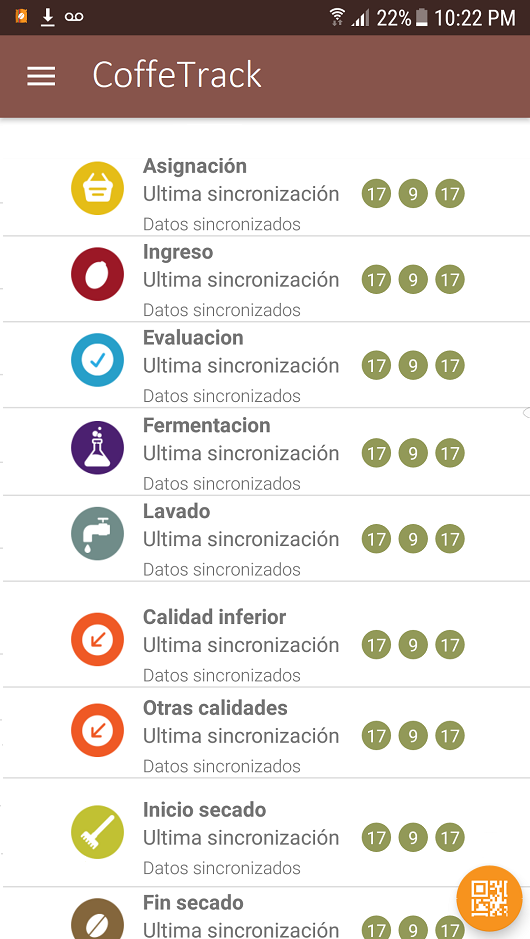 22% 10:22 PM
CoffeTrack
Asignación
Ultima sincronización 17 9 17
Datos sincronizados
Ingreso
Ultima sincronización 17 9 17
Datos sincronizados
Evaluacion
Ultima sincronización 17 9 17
Datos sincronizados
Fermentacion
Ultima sincronización 17 9 17
Datos sincronizados
Lavado
Ultima sincronización 17 9 17
Datos sincronizados
Calidad inferior
Ultima sincronización 17 9 17
Datos sincronizados
Otras calidades
Ultima sincronización 17 9 17
Datos sincronizados
Inicio secado
Ultima sincronización 17 9 17
Datos sincronizados
Fin secado
Ultima sincronización 17 9 17